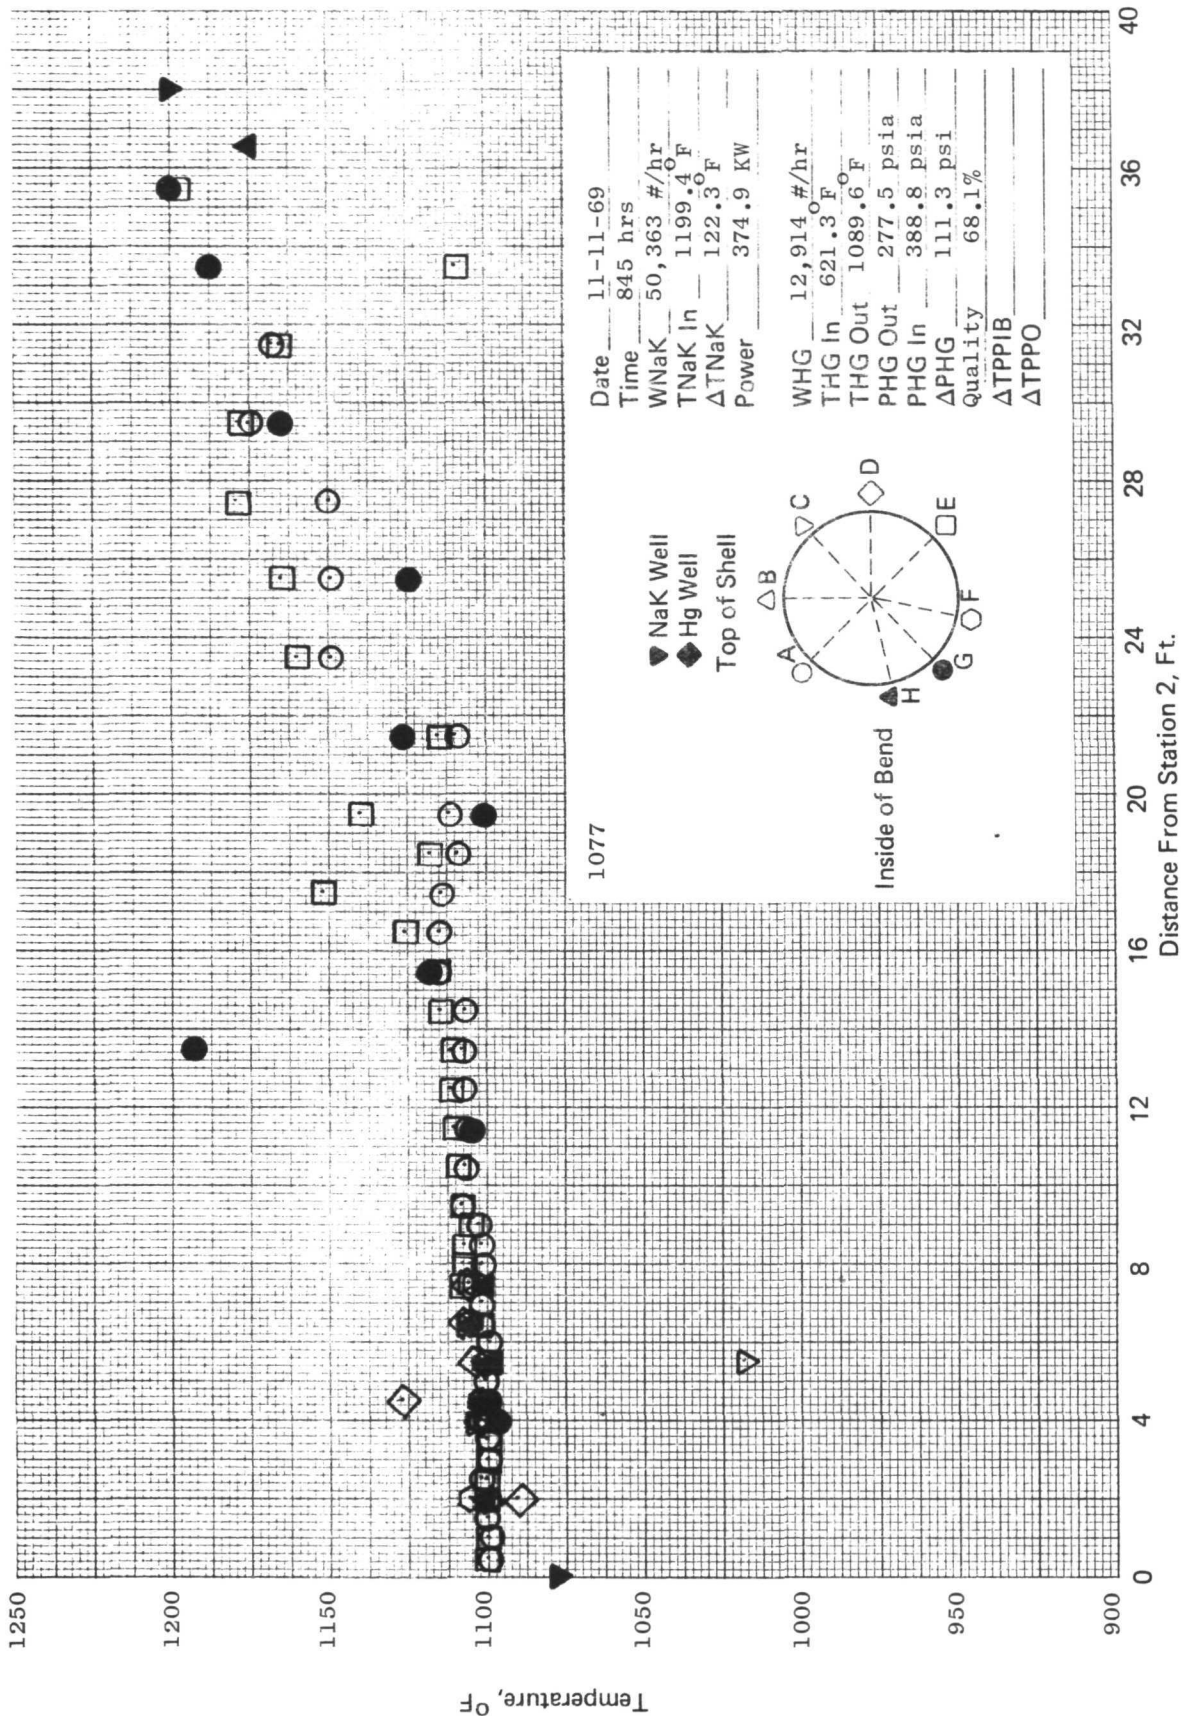 1250
1200
1150
1100
1050
1000
950
900
Temperature, °F
0
4
8
12
16
20
24
28
32
36
40
Distance From Station 2, Ft.
1077
▼ NaK Well
◆ Hg Well
Top of Shell
Inside of Bend
A
B
C
D
E
F
G
H
Date 11-11-69
Time 845 hrs
WNaK 50,363 #/hr
TNaK In 1199.4°F
ΔTNaK 122.3°F
Power 374.9 KW
WHG 12,914 #/hr
THG In 621.3°F
THG Out 1089.6°F
PHG Out 277.5 psia
PHG In 388.8 psia
ΔPHG 111.3 psi
Quality 68.1%
ΔTPPIB
ΔTPPO